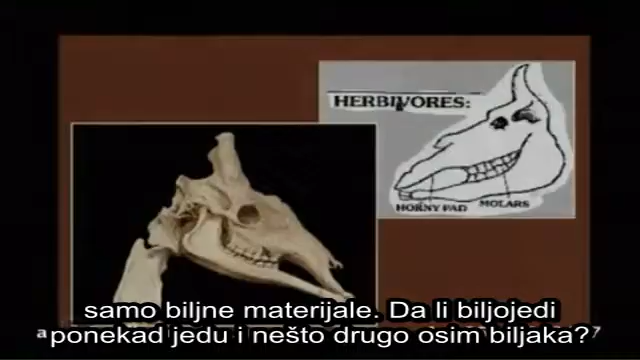 HERBIVORES:
HORNY PAD
MOLARS
samo biljne materijale. Da li biljojedi
ponekad jedu i nešto drugo osim biljaka?